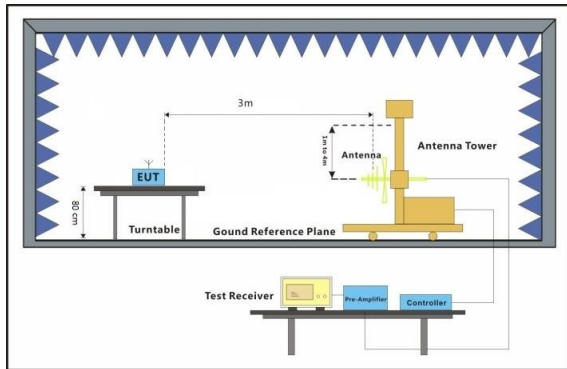 3m
1m to 4m
Antenna
Antenna Tower
EUT
80 cm
Turntable
Gound Reference Plane
Test Receiver
Pre-Amplifier
Controller